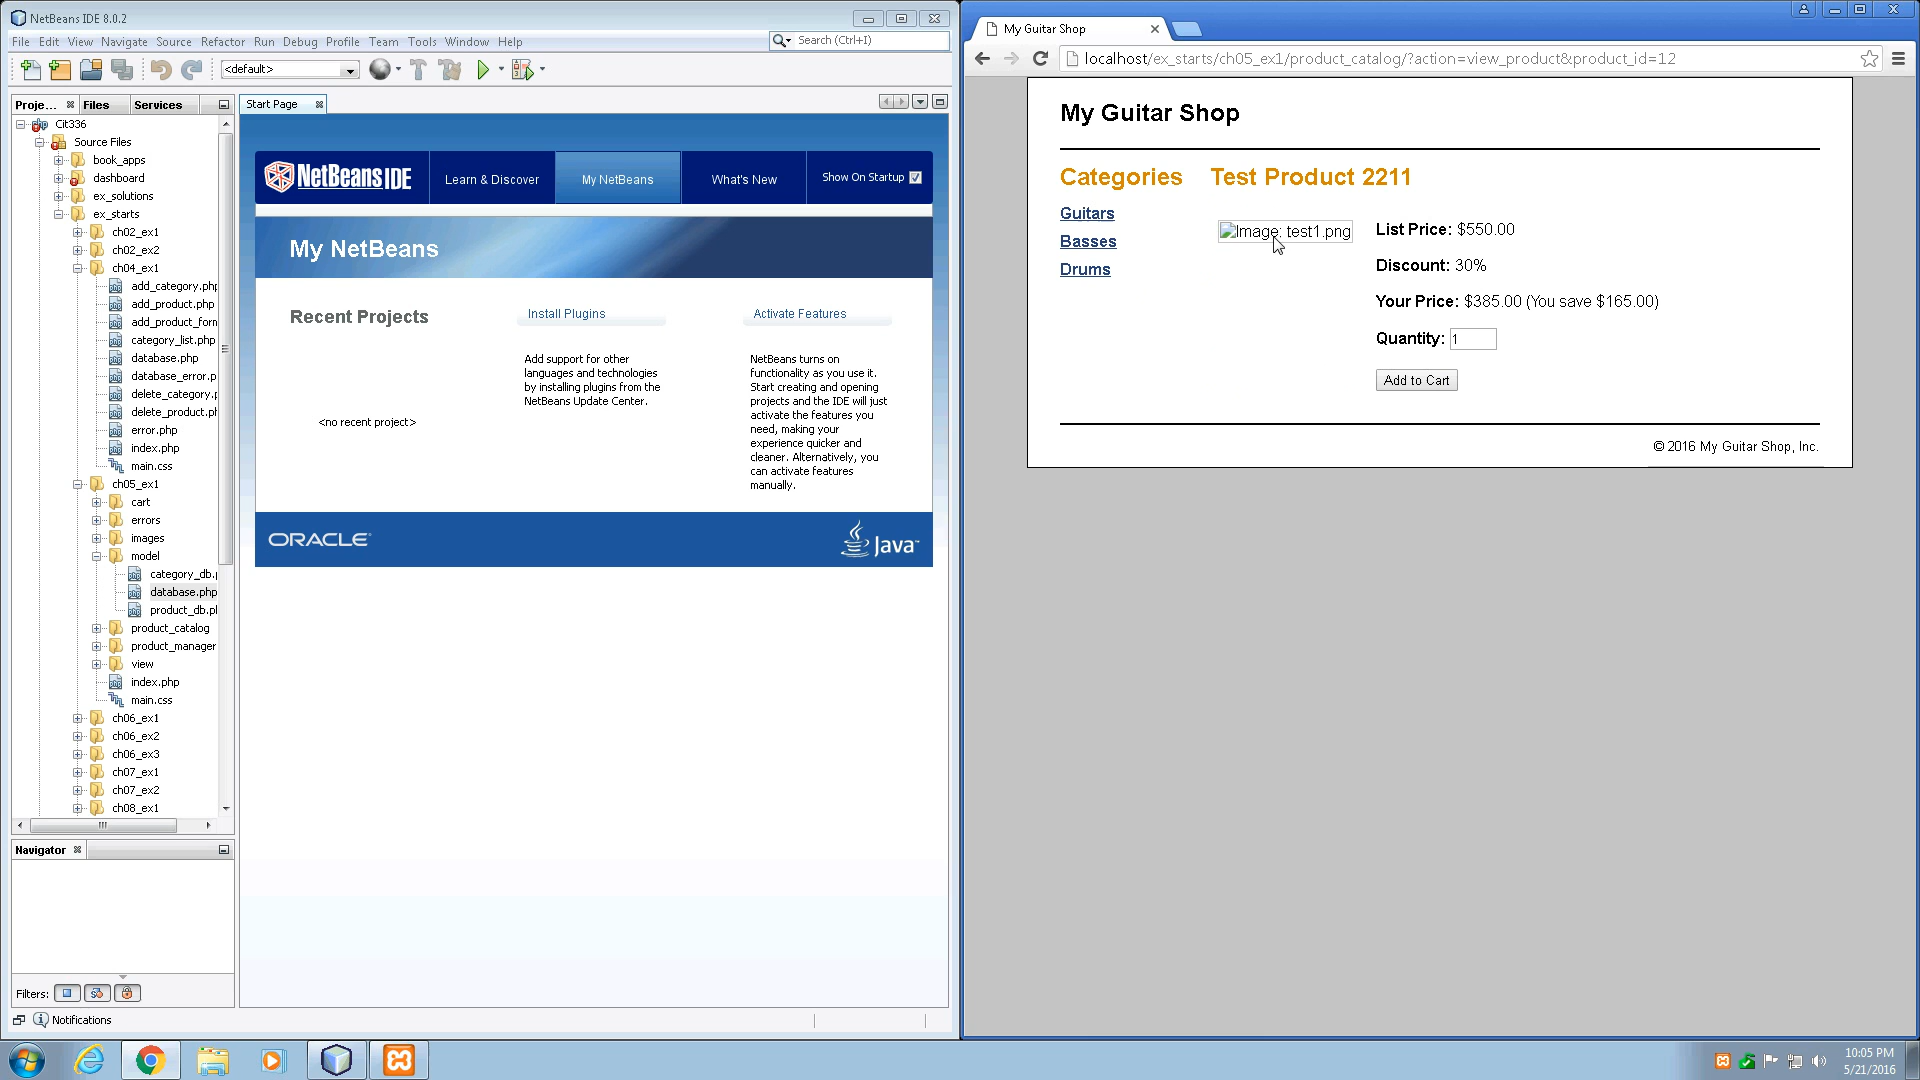 NetBeans IDE 8.0.2
File Edit View Navigate Source Refactor Run Debug Profile Team Tools Window Help
Search (Ctrl+I)
<default>
Proje... Files Services
Cit336
Source Files
book_apps
dashboard
ex_solutions
ex_starts
ch02_ex1
ch02_ex2
ch04_ex1
add_category.php
add_product.php
add_product_forn
category_list.php
database.php
database_error.p
delete_category.p
delete_product.ph
error.php
index.php
main.css
ch05_ex1
cart
errors
images
model
category_db.p
database.php
product_db.pl
product_catalog
product_manager
view
index.php
main.css
ch06_ex1
ch06_ex2
ch06_ex3
ch07_ex1
ch07_ex2
ch08_ex1
Navigator
Filters:
Notifications
Start Page
NetBeans IDE
Learn & Discover
My NetBeans
What's New
Show On Startup
My NetBeans
Recent Projects
<no recent project>
Install Plugins
Add support for other
languages and technologies
by installing plugins from the
NetBeans Update Center.
Activate Features
NetBeans turns on
functionality as you use it.
Start creating and opening
projects and the IDE will just
activate the features you
need, making your
experience quicker and
cleaner. Alternatively, you
can activate features
manually.
ORACLE
Java
My Guitar Shop
localhost/ex_starts/ch05_ex1/product_catalog/?action=view_product&product_id=12
My Guitar Shop
Categories
Guitars
Basses
Drums
Test Product 2211
Image: test1.png
List Price: $550.00
Discount: 30%
Your Price: $385.00 (You save $165.00)
Quantity: 1
Add to Cart
© 2016 My Guitar Shop, Inc.
10:05 PM
5/21/2016